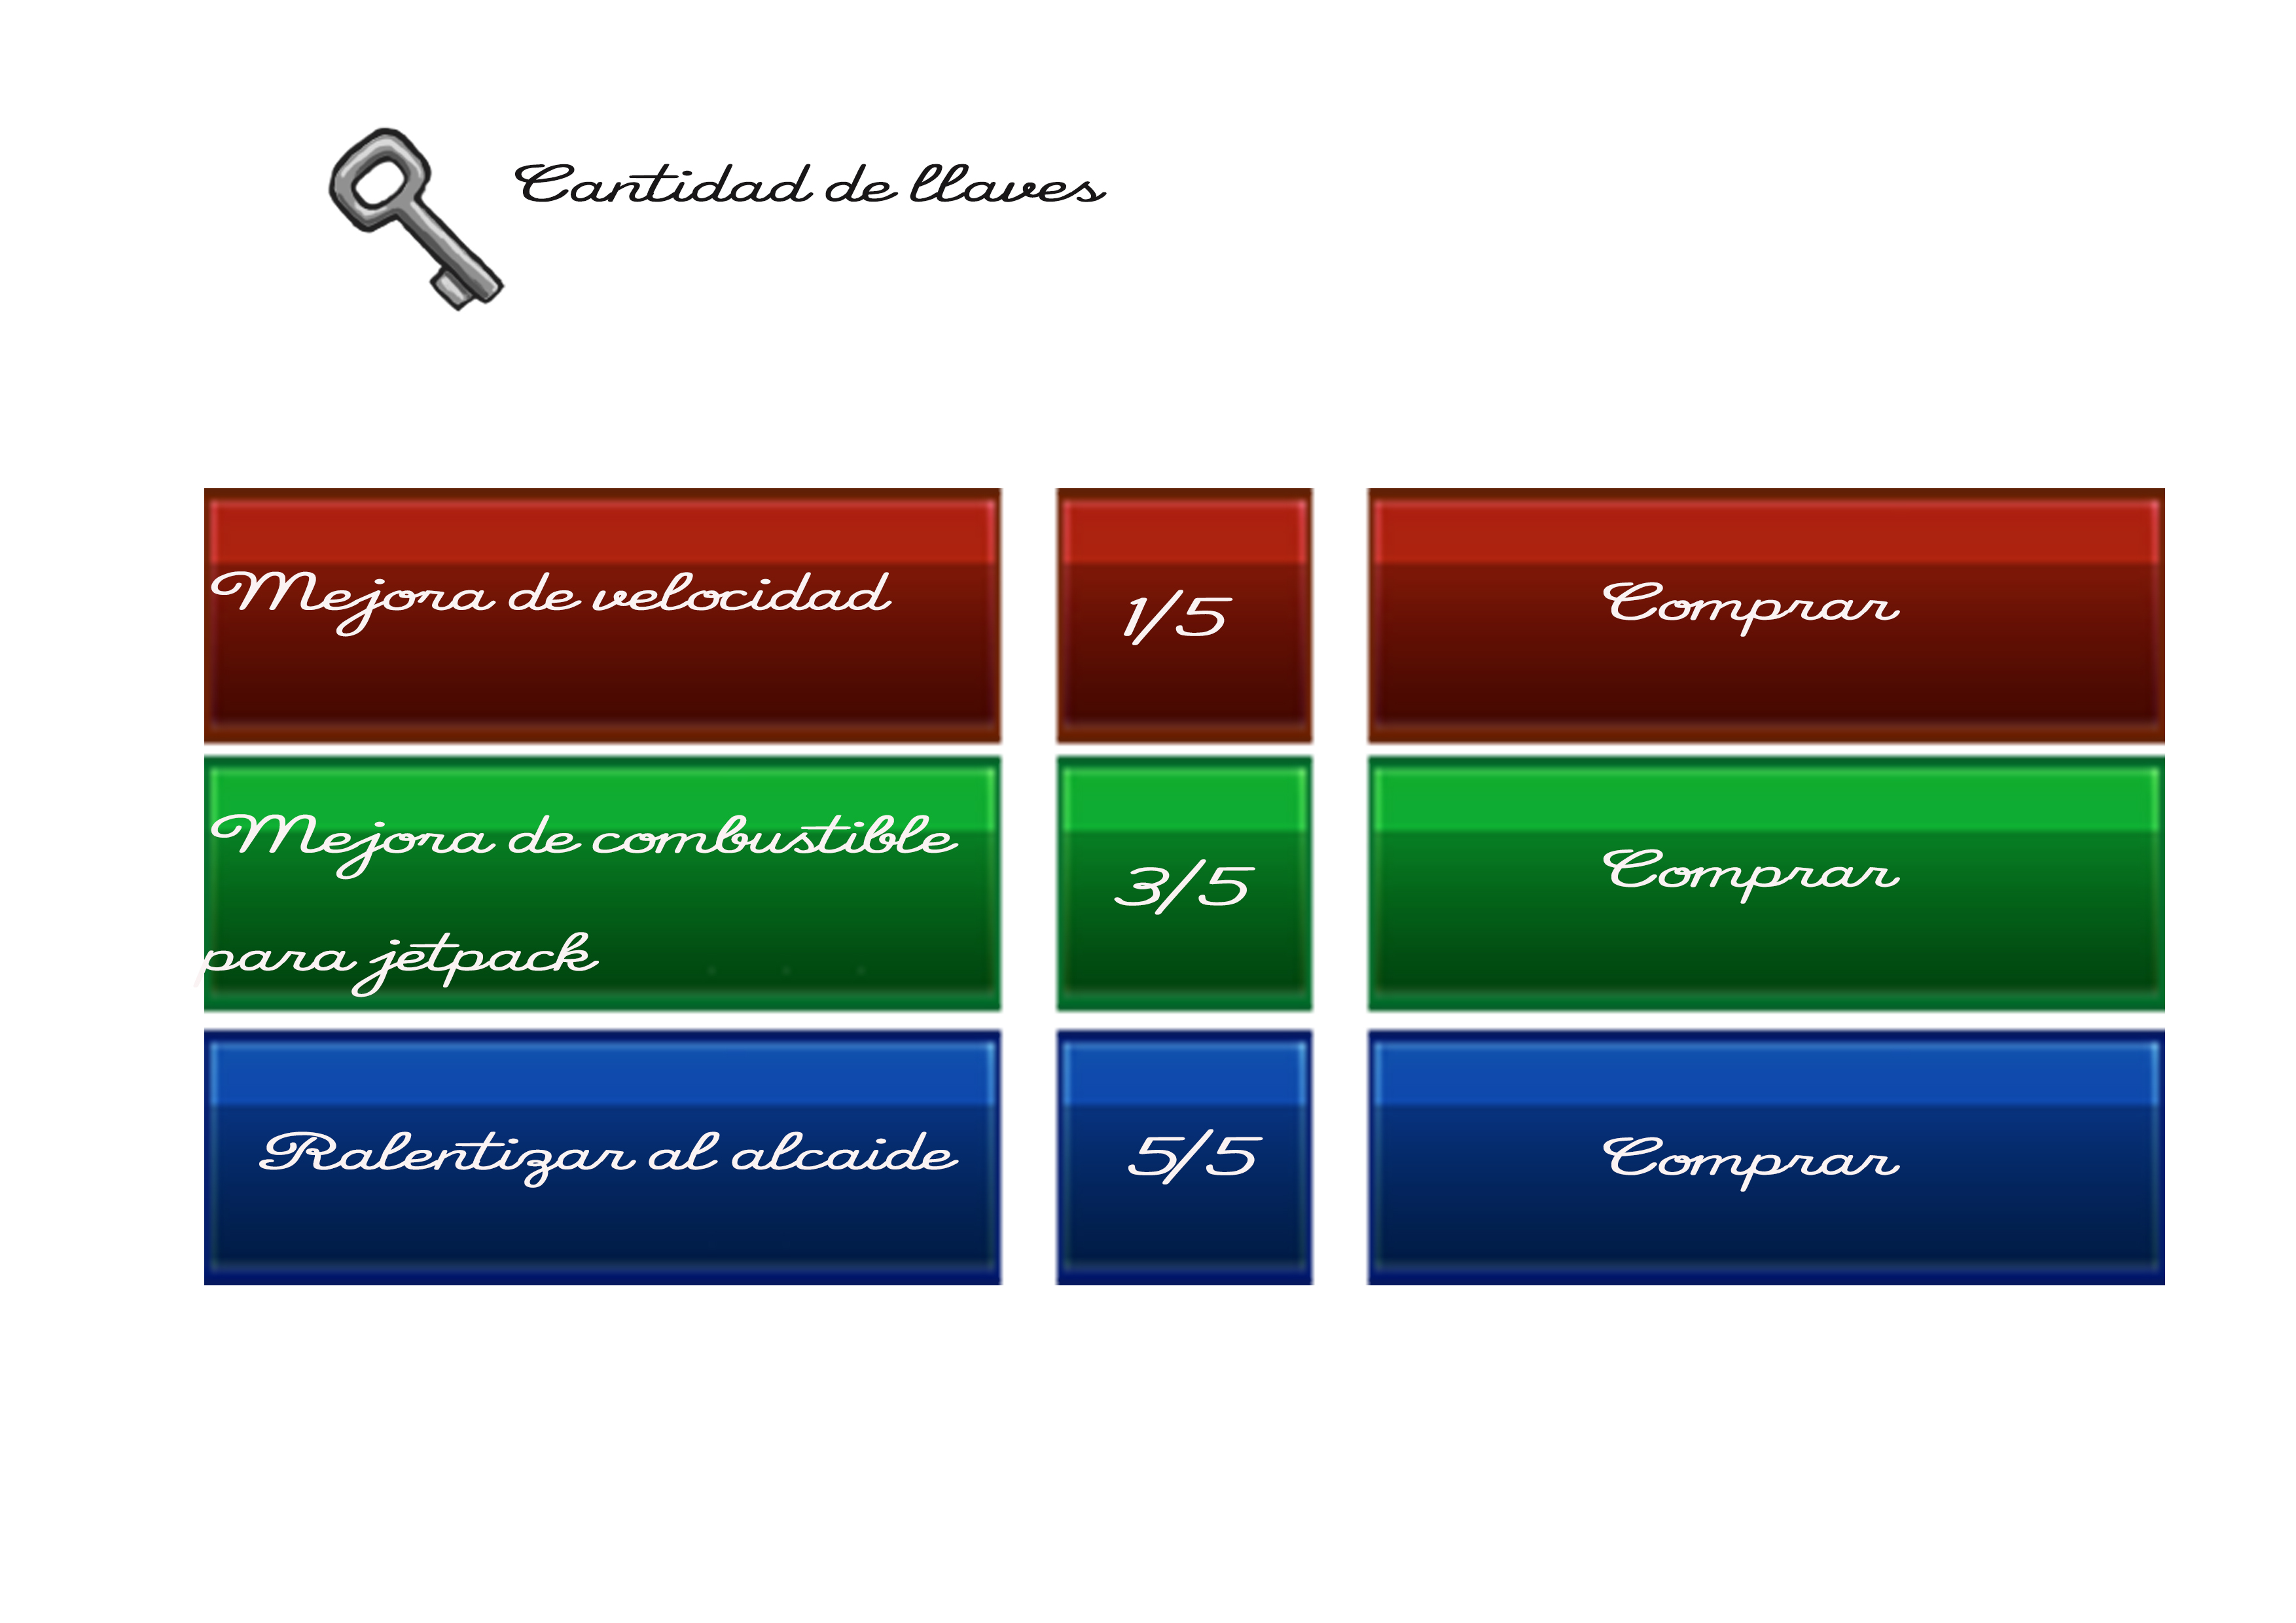 Cantidad de llaves
Mejora de velocidad
1/5
Comprar
Mejora de combustible
para jetpack
3/5
Comprar
Ralentizar al alcaide
5/5
Comprar